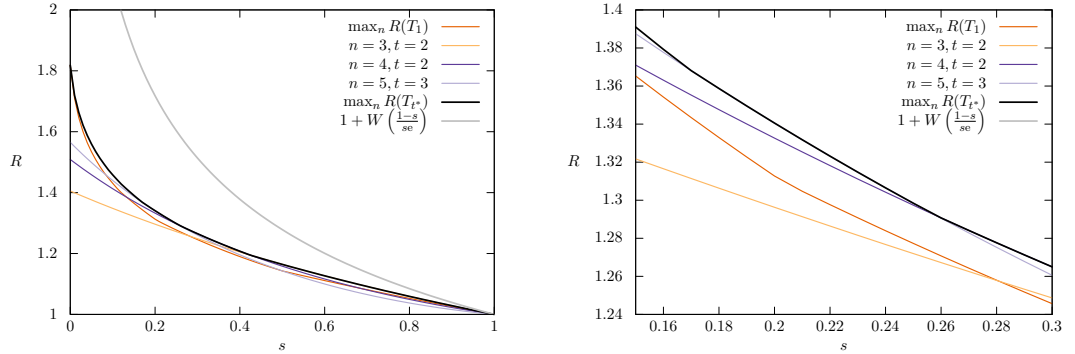 2
1.8
1.6
1.4
1.2
1
R
0 0.2 0.4 0.6 0.8 1
s
max_n R(T_1)
n = 3, t = 2
n = 4, t = 2
n = 5, t = 3
max_n R(T_{t*})
1 + W((1−s)/(se))
1.4
1.38
1.36
1.34
1.32
1.3
1.28
1.26
1.24
R
0.16 0.18 0.2 0.22 0.24 0.26 0.28 0.3
s
max_n R(T_1)
n = 3, t = 2
n = 4, t = 2
n = 5, t = 3
max_n R(T_{t*})
1 + W((1−s)/(se))